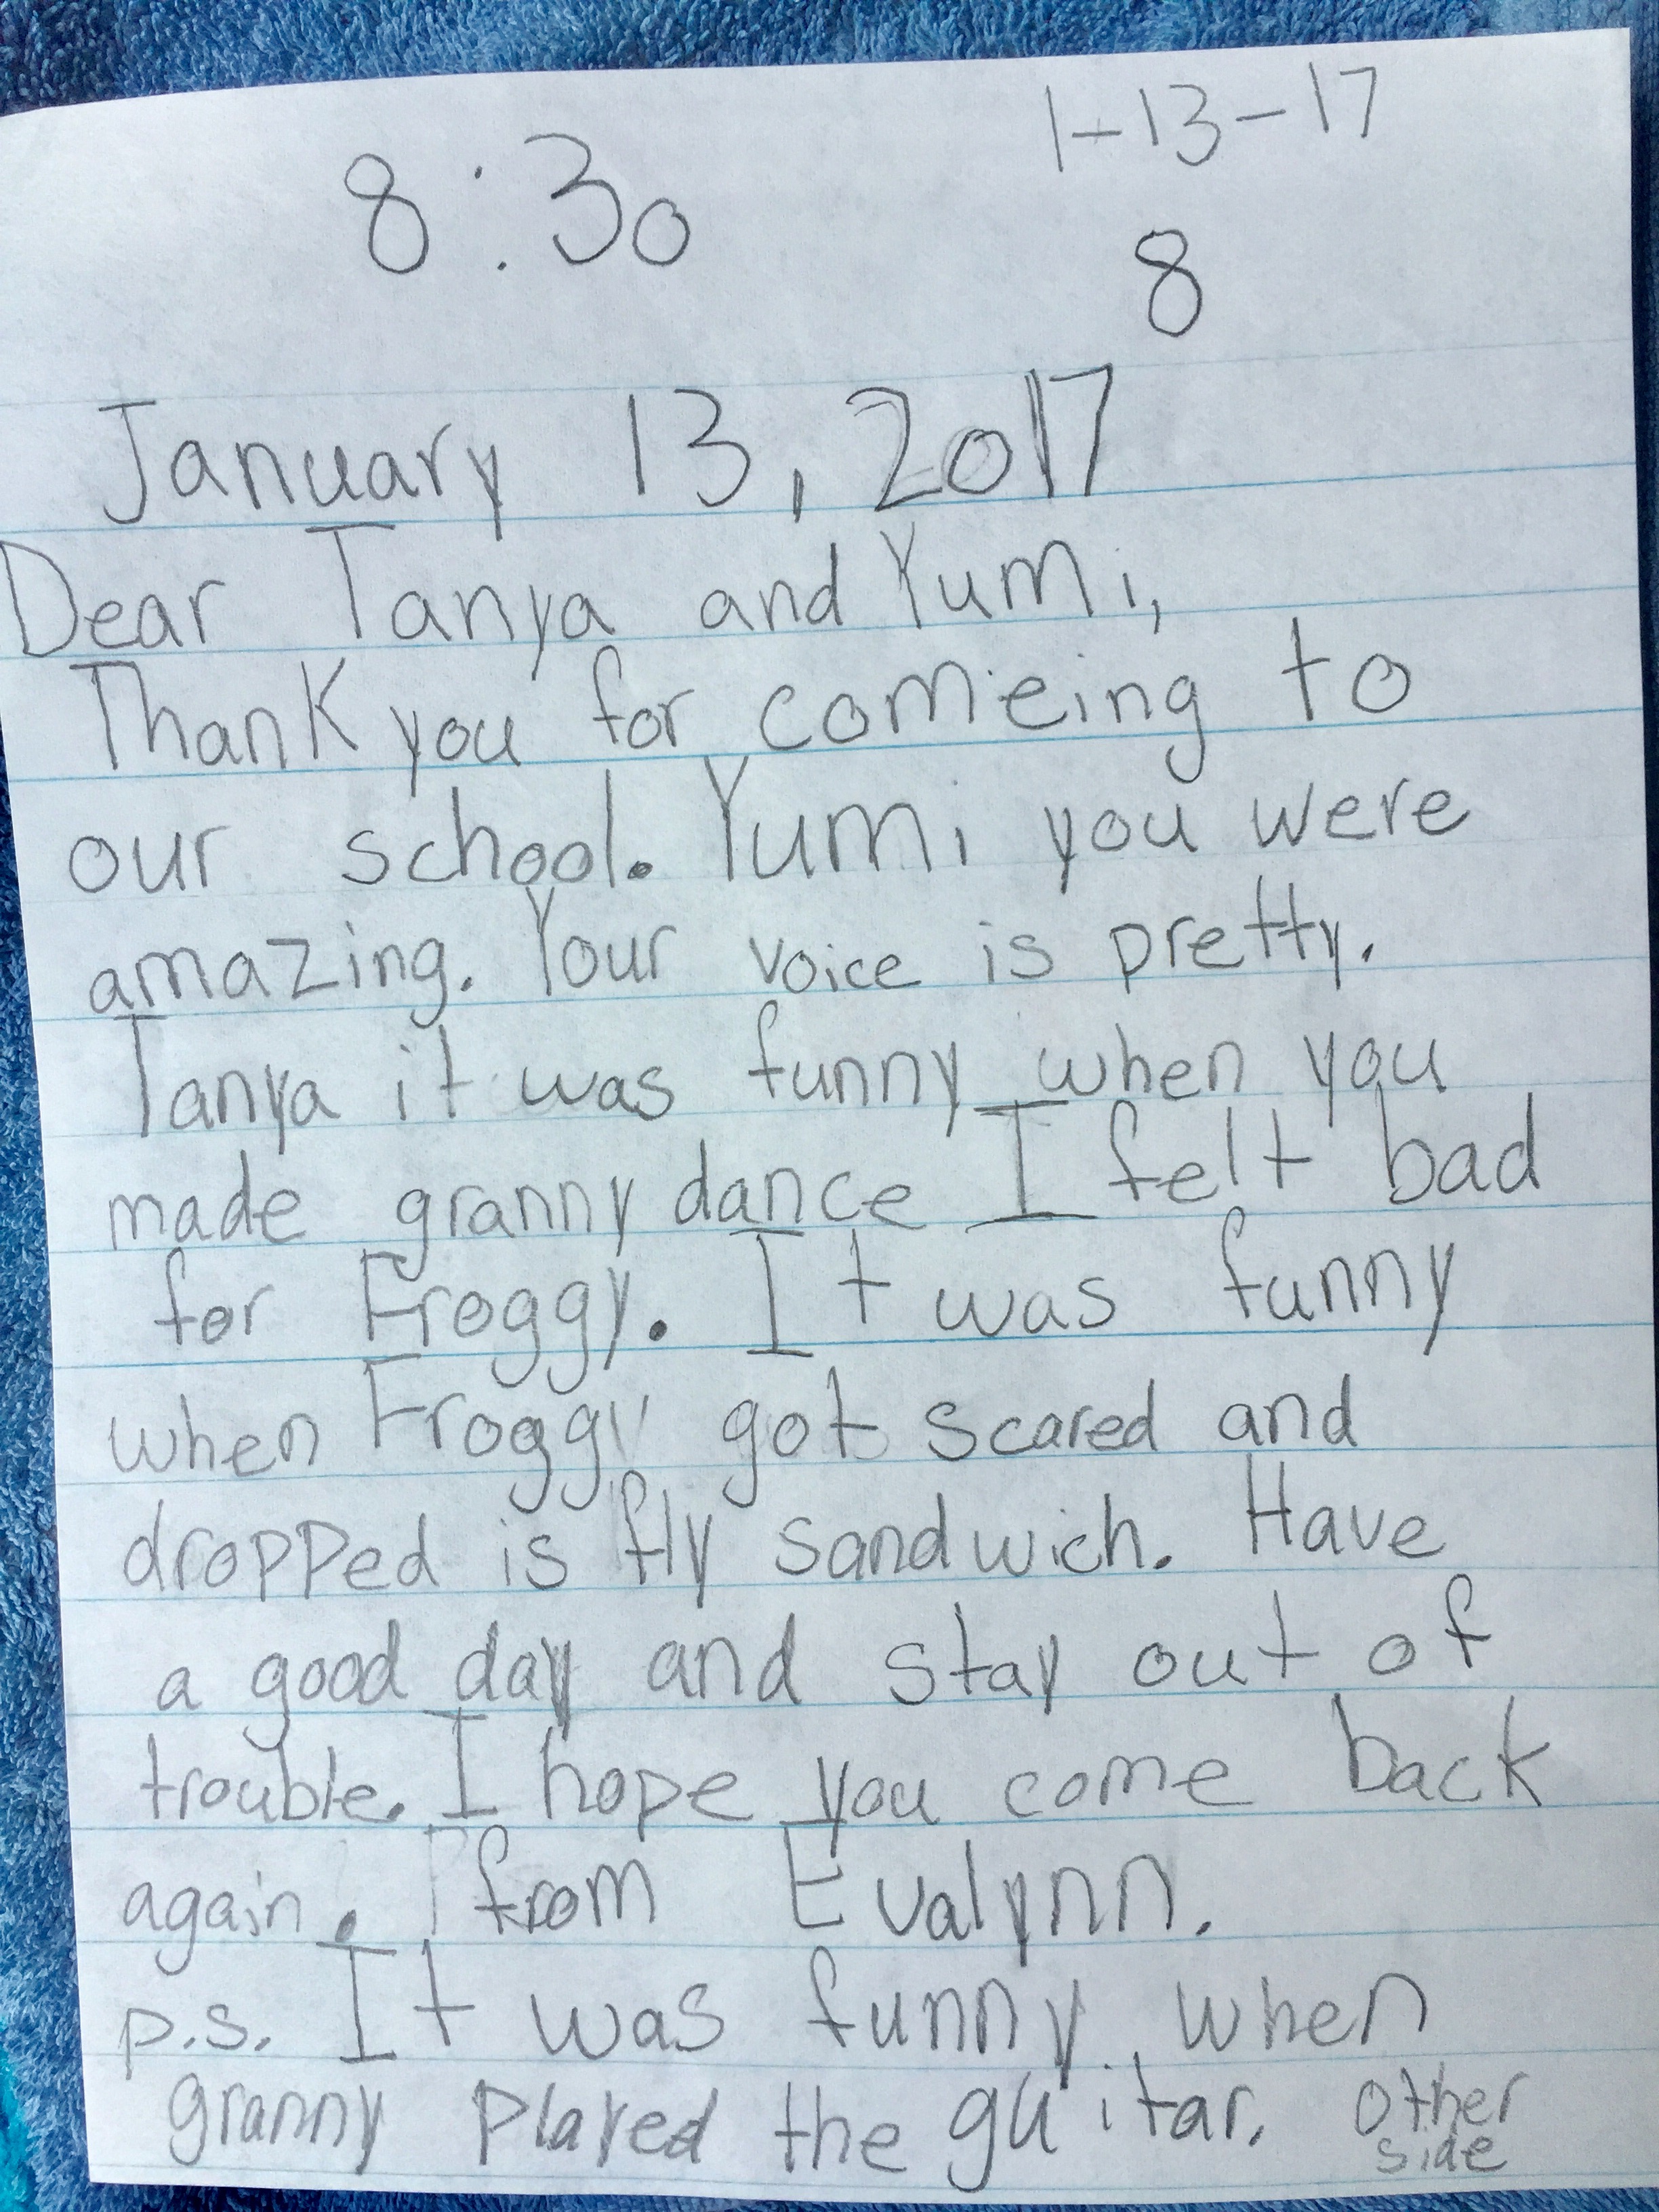 1-13-17
8:30
8
January 13, 2017
Dear Tanya and Yumi,
Thank you for comeing to
our school. Yumi you were
amazing. Your voice is pretty.
Tanya it was funny when you
made granny dance I felt bad
for Froggy. It was funny
when Froggy got scared and
dropped is fly sandwich. Have
a good day and stay out of
trouble. I hope you come back
again. from Evalynn.
p.s. It was funny when
granny played the guitar. other
side